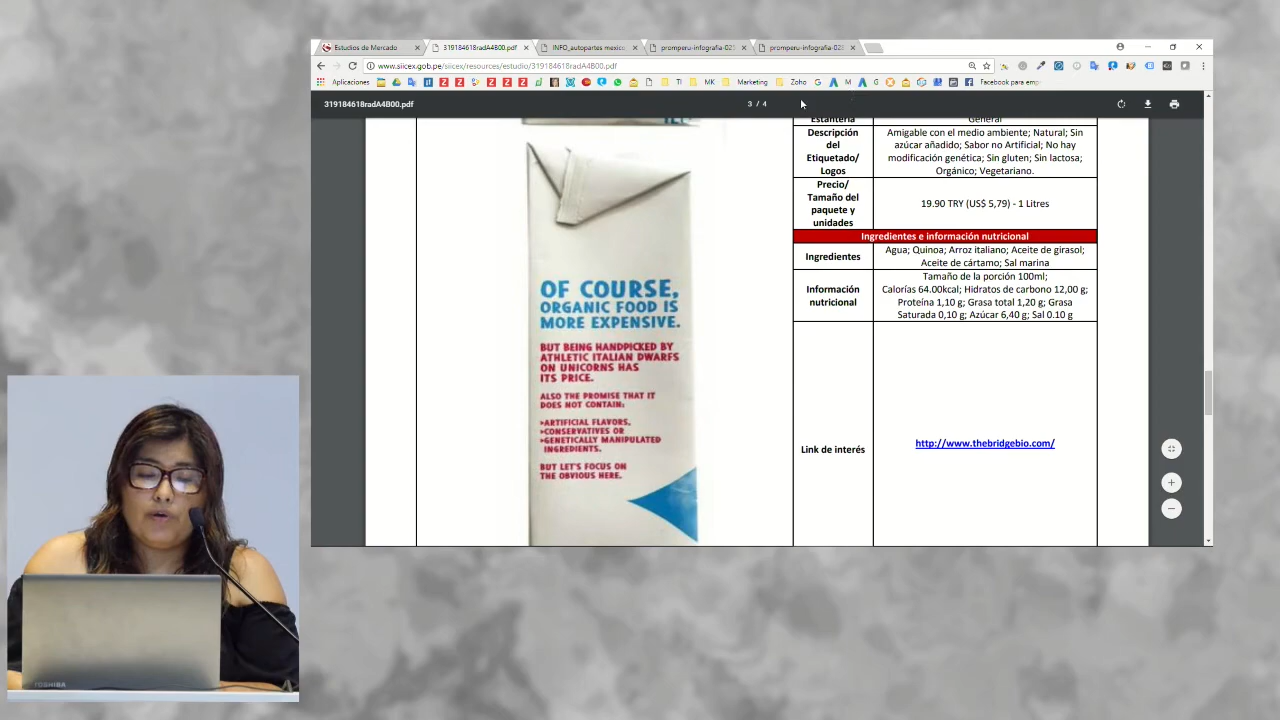 Estudios de Mercado
319184618radA4B00.pdf
INFO_autopartes mexico
promperu-infografia-025
promperu-infografia-025
www.siicex.gob.pe/siicex/resources/estudio/319184618radA4B00.pdf
Aplicaciones
TI
MK
Marketing
Zoho
G
M
G
Facebook para emp
319184618radA4B00.pdf
3 / 4
Estantería
General
Descripción
del
Etiquetado/
Logos
Amigable con el medio ambiente; Natural; Sin
azúcar añadido; Sabor no Artificial; No hay
modificación genética; Sin gluten; Sin lactosa;
Orgánico; Vegetariano.
Precio/
Tamaño del
paquete y
unidades
19.90 TRY (US$ 5,79) - 1 Litres
Ingredientes e información nutricional
Ingredientes
Agua; Quinoa; Arroz italiano; Aceite de girasol;
Aceite de cártamo; Sal marina
Información
nutricional
Tamaño de la porción 100ml;
Calorías 64.00kcal; Hidratos de carbono 12,00 g;
Proteína 1,10 g; Grasa total 1,20 g; Grasa
Saturada 0,10 g; Azúcar 6,40 g; Sal 0.10 g
Link de interés
http://www.thebridgebio.com/
OF COURSE,
ORGANIC FOOD IS
MORE EXPENSIVE.
BUT BEING HANDPICKED BY
ATHLETIC ITALIAN DWARFS
ON UNICORNS HAS
ITS PRICE.
ALSO THE PROMISE THAT IT
DOES NOT CONTAIN:
>ARTIFICIAL FLAVORS,
>CONSERVATIVES OR
>GENETICALLY MANIPULATED
INGREDIENTS.
BUT LET'S FOCUS ON
THE OBVIOUS HERE.
TOSHIBA